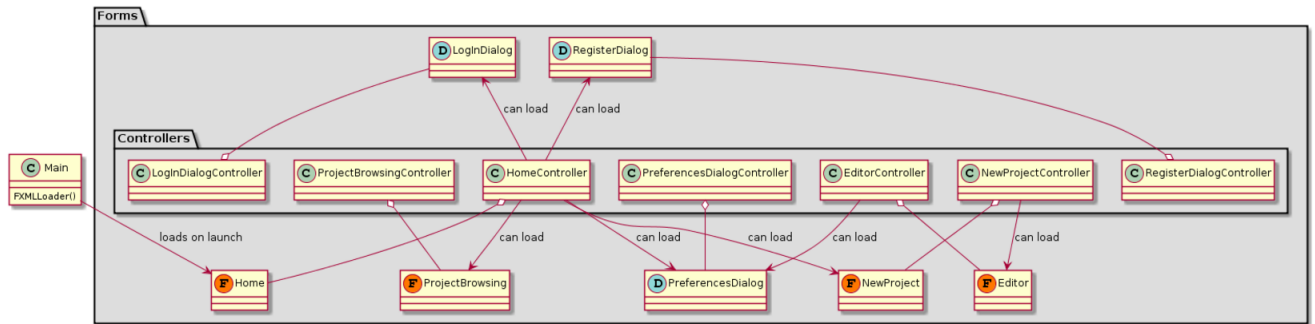 Forms
D LogInDialog
D RegisterDialog
can load
can load
Controllers
C Main
FXMLLoader()
C LogInDialogController
C ProjectBrowsingController
C HomeController
C PreferencesDialogController
C EditorController
C NewProjectController
C RegisterDialogController
loads on launch
can load
can load
can load
can load
can load
F Home
F ProjectBrowsing
D PreferencesDialog
F NewProject
F Editor